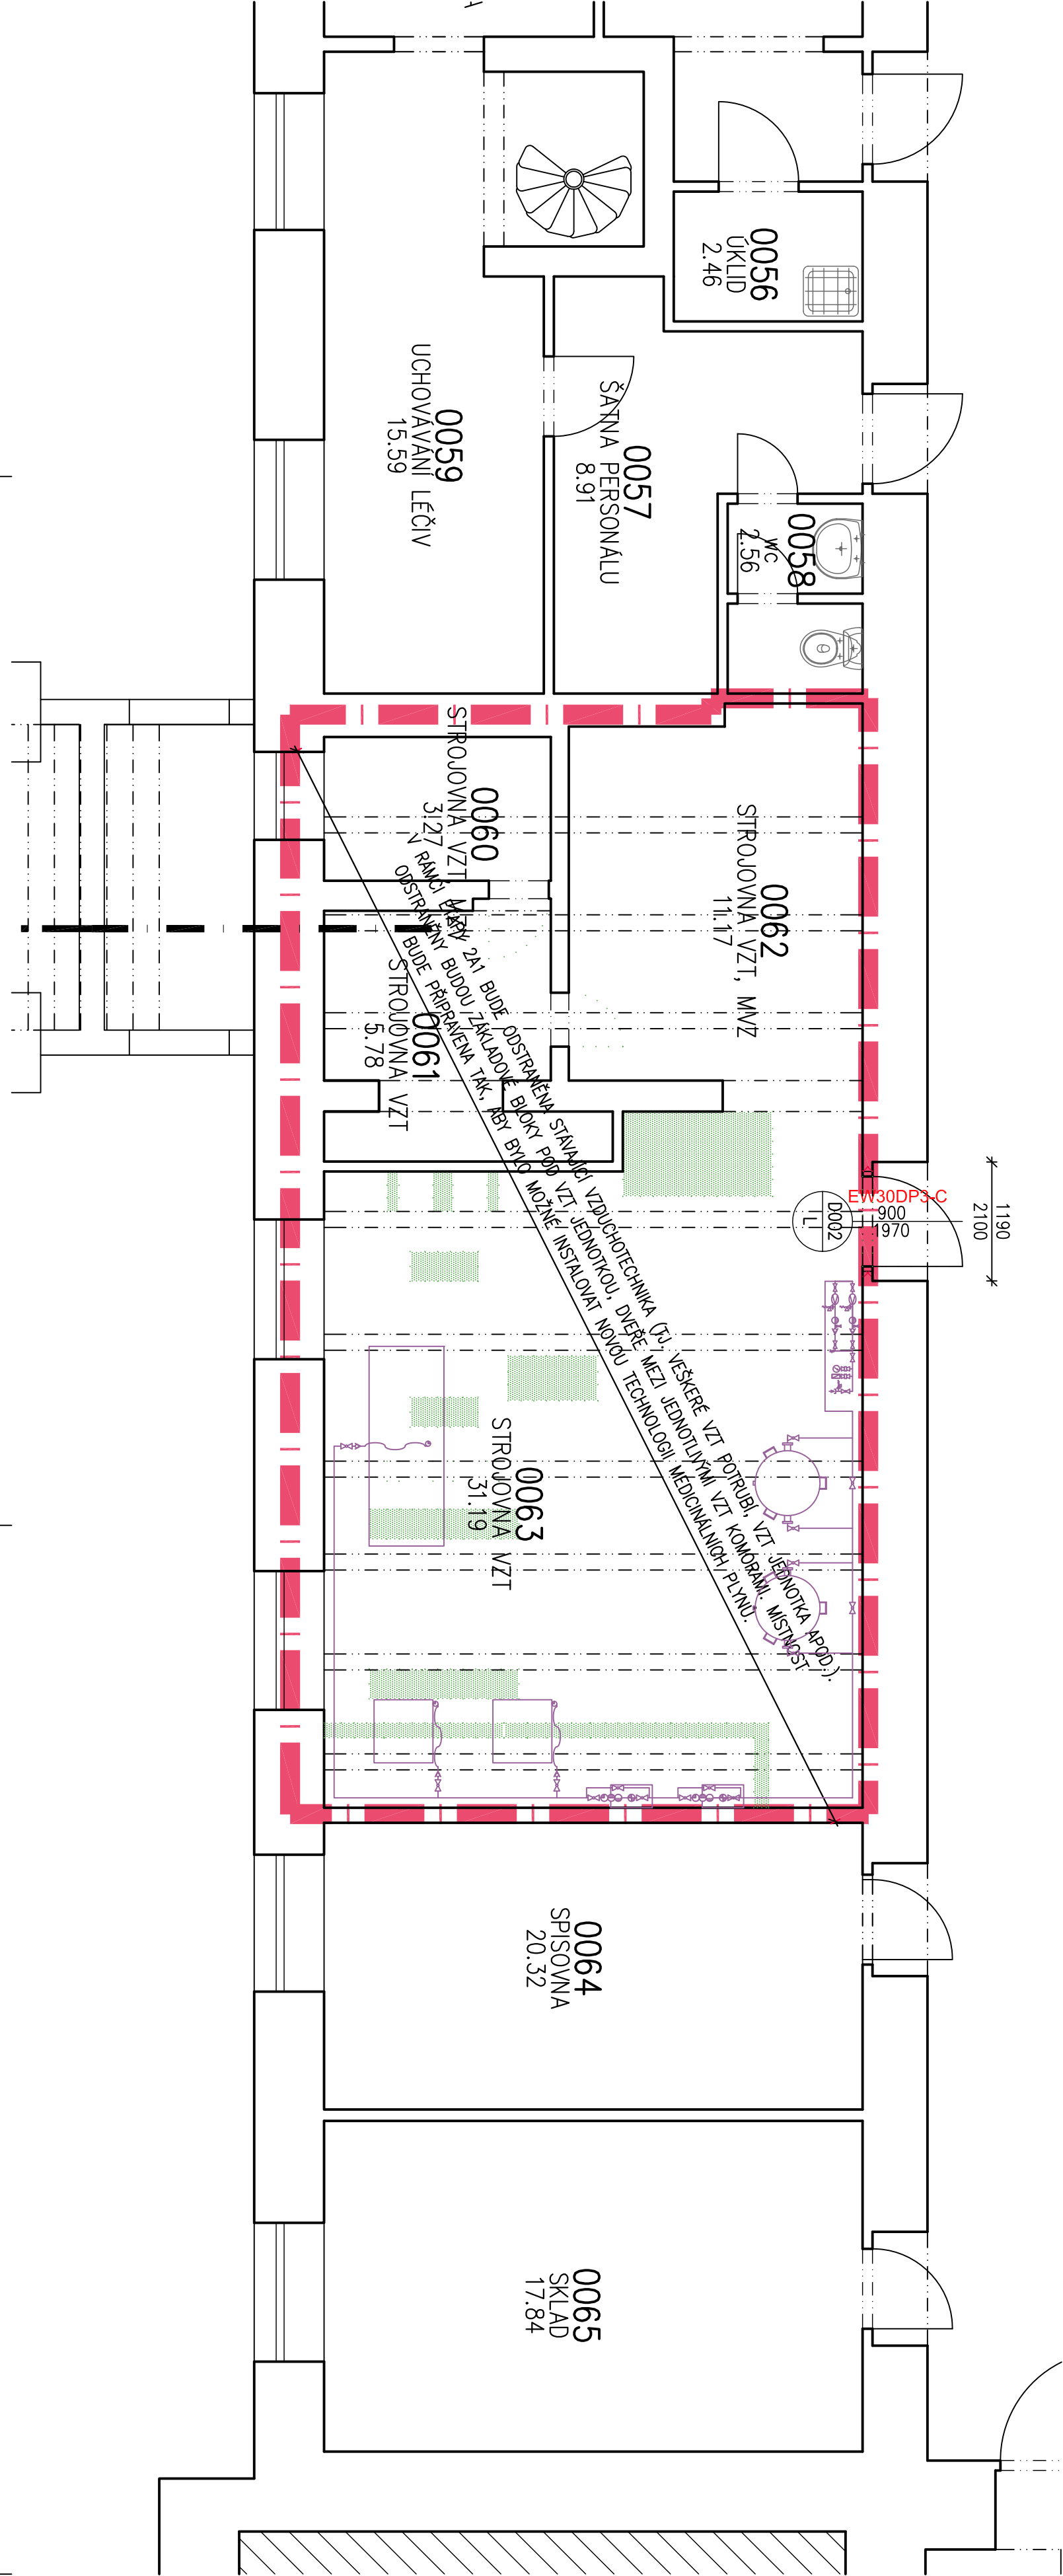 0056
ÚKLID
2.46
0059
UCHOVÁVÁNÍ LÉČIV
15.59
0057
ŠATNA PERSONÁLU
8.91
0058
WC
2.56
0060
STROJOVNA VZT
3.27
0062
STROJOVNA VZT, MVZ
11.17
0061
STROJOVNA VZT
5.78
V RÁMCI ETAPY 2A1 BUDE ODSTRANĚNA STÁVAJÍCÍ VZDUCHOTECHNIKA (TJ. VEŠKERÉ VZT POTRUBÍ, VZT JEDNOTKA APOD.).
ODSTRANĚNY BUDOU ZÁKLADOVÉ BLOKY POD VZT JEDNOTKOU, DVEŘE MEZI JEDNOTLIVÝMI VZT KOMORAMI. MÍSTNOST
BUDE PŘIPRAVENA TAK, ABY BYLO MOŽNÉ INSTALOVAT NOVOU TECHNOLOGII MEDICINÁLNÍCH PLYNŮ.
EW30DP3-C
900
1970
D002
L
1190
2100
0063
STROJOVNA VZT
31.19
0064
SPISOVNA
20.32
0065
SKLAD
17.84